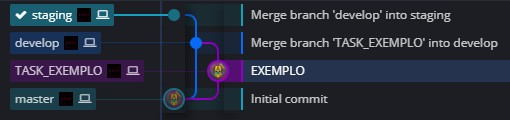 staging Merge branch 'develop' into staging
develop Merge branch 'TASK_EXEMPLO' into develop
TASK_EXEMPLO EXEMPLO
master Initial commit